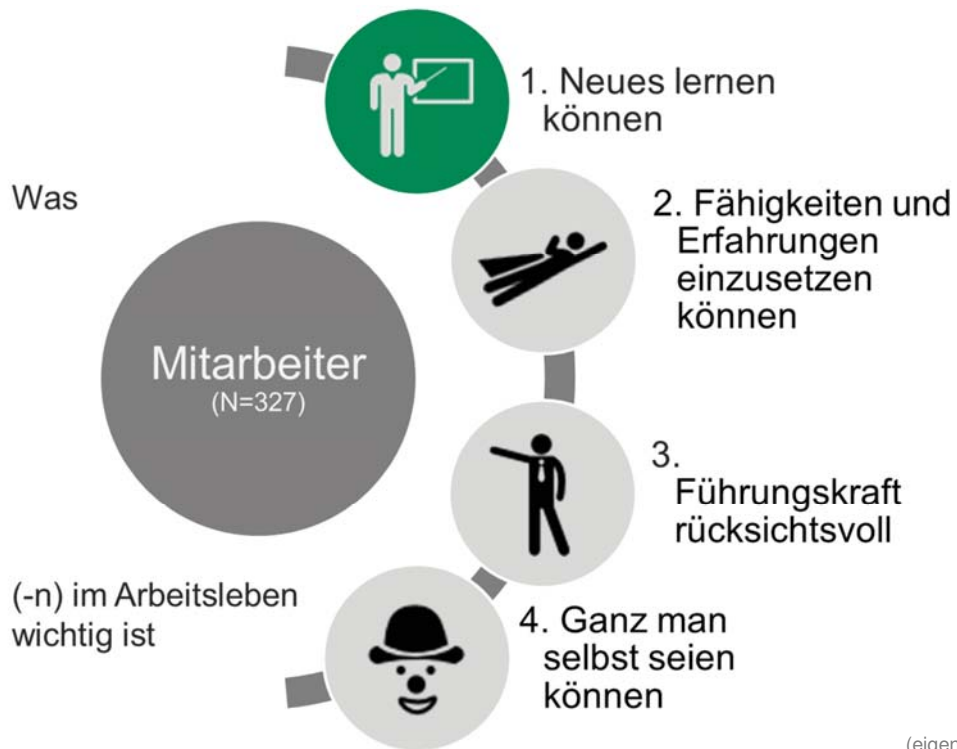 Was
Mitarbeiter
(N=327)
(-n) im Arbeitsleben
wichtig ist
1. Neues lernen
können
2. Fähigkeiten und
Erfahrungen
einzusetzen
können
3.
Führungskraft
rücksichtsvoll
4. Ganz man
selbst seien
können
(eigen